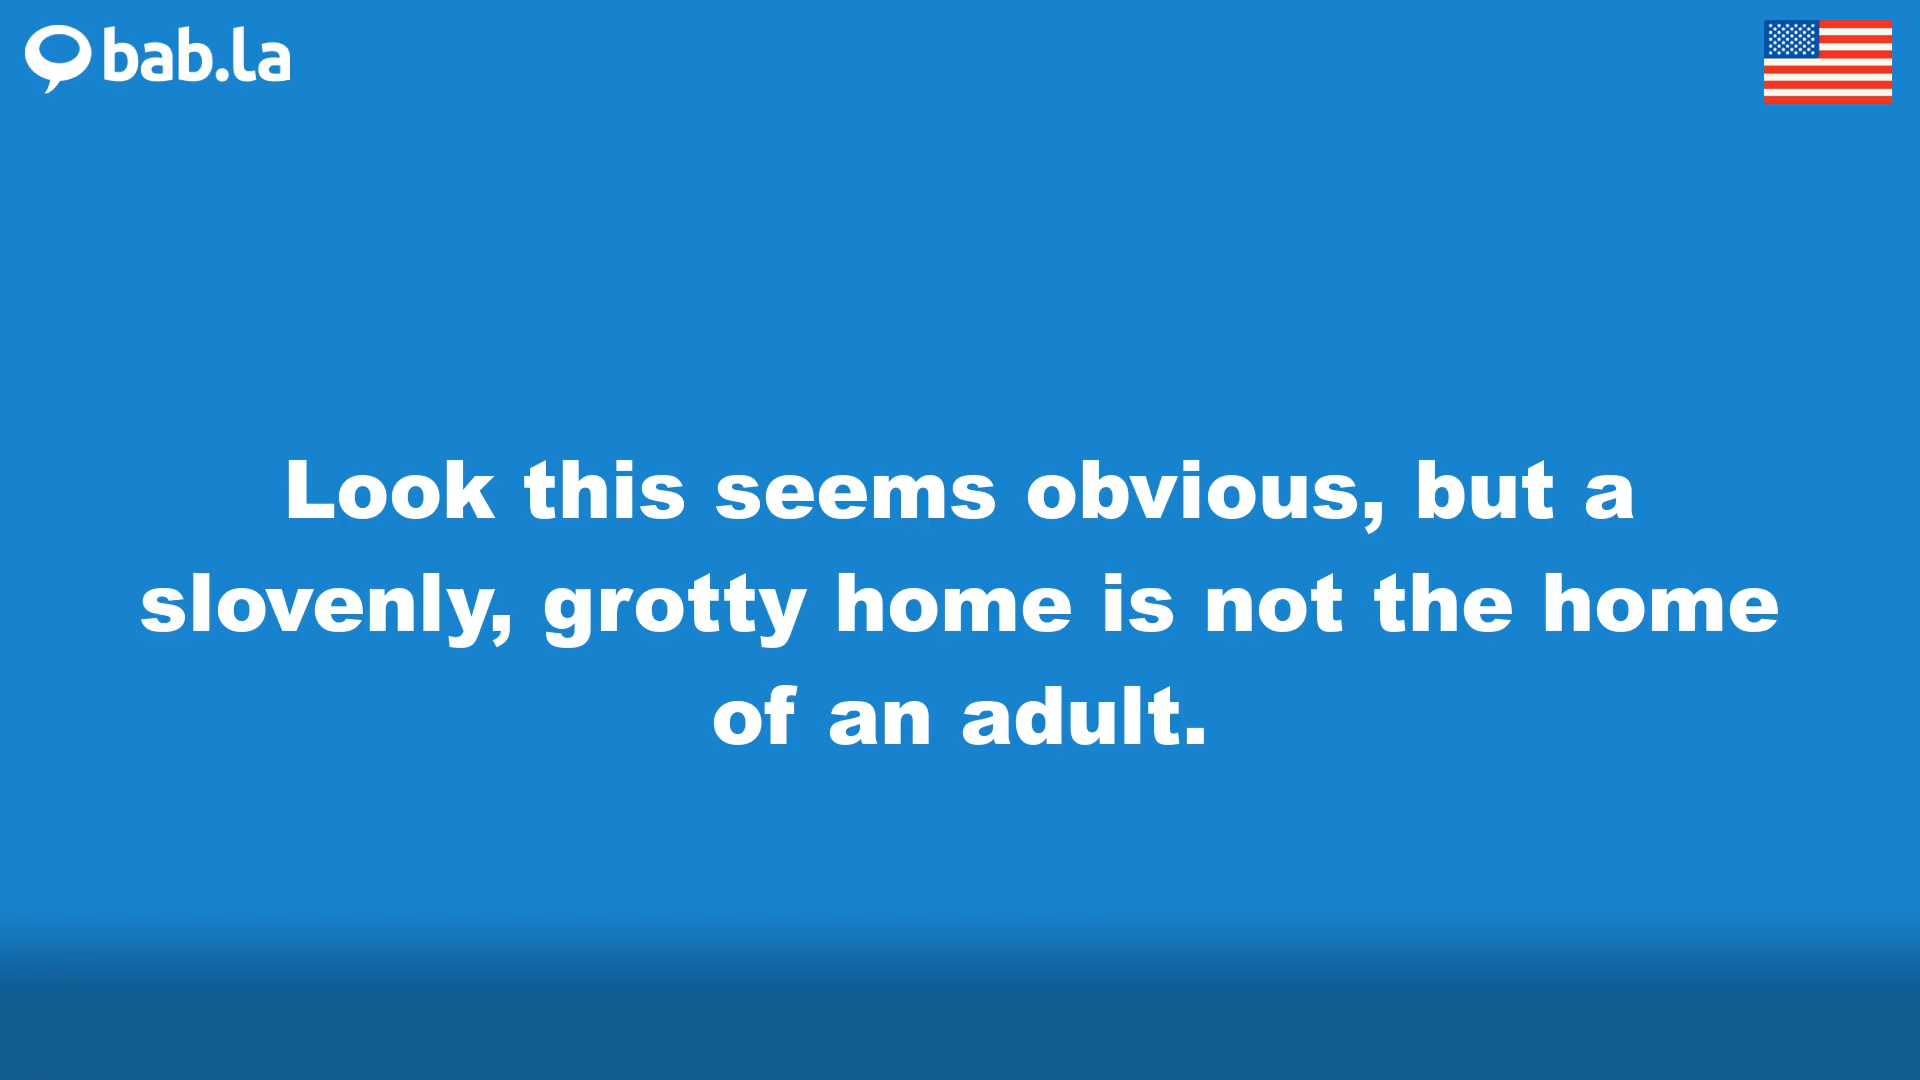 bab.la
Look this seems obvious, but a
slovenly, grotty home is not the home
of an adult.